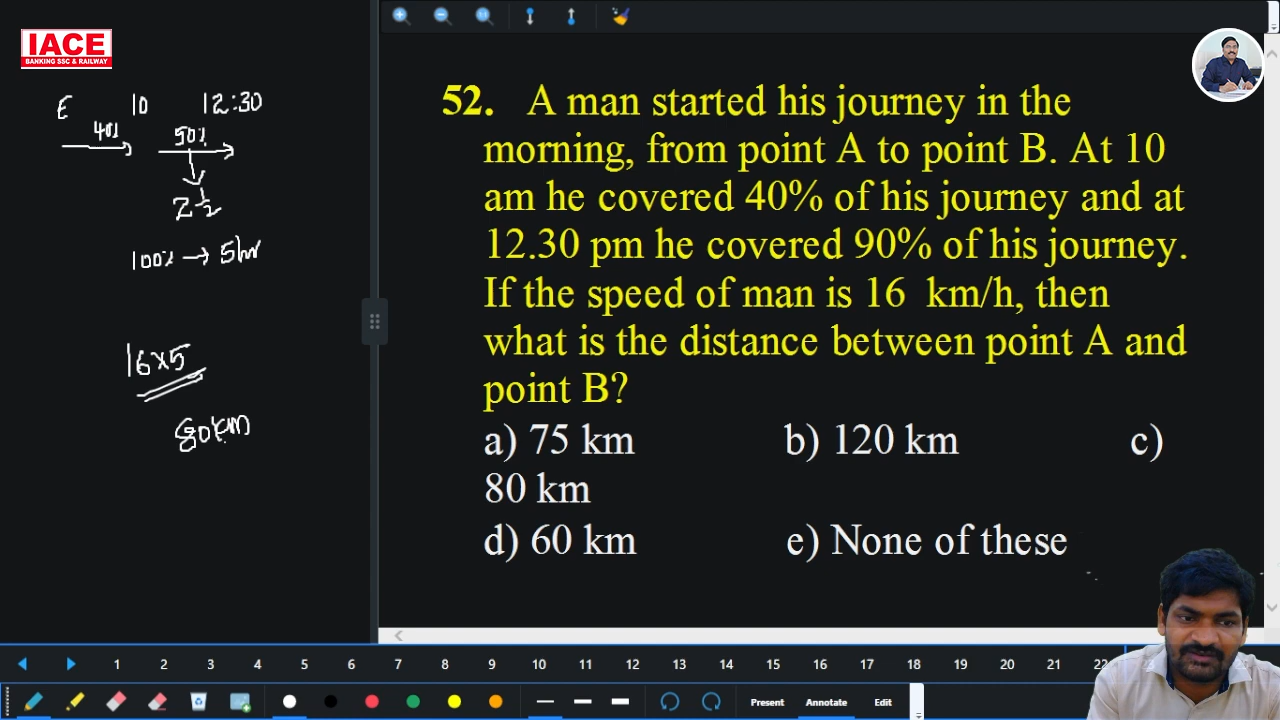 IACE
BANKING SSC & RAILWAY
E 10 12:30
40% 50%
2 1/2
100% → 5hr
16x5
80km
52. A man started his journey in the
morning, from point A to point B. At 10
am he covered 40% of his journey and at
12.30 pm he covered 90% of his journey.
If the speed of man is 16 km/h, then
what is the distance between point A and
point B?
a) 75 km b) 120 km c)
80 km
d) 60 km e) None of these
1 2 3 4 5 6 7 8 9 10 11 12 13 14 15 16 17 18 19 20 21 22
Present Annotate Edit